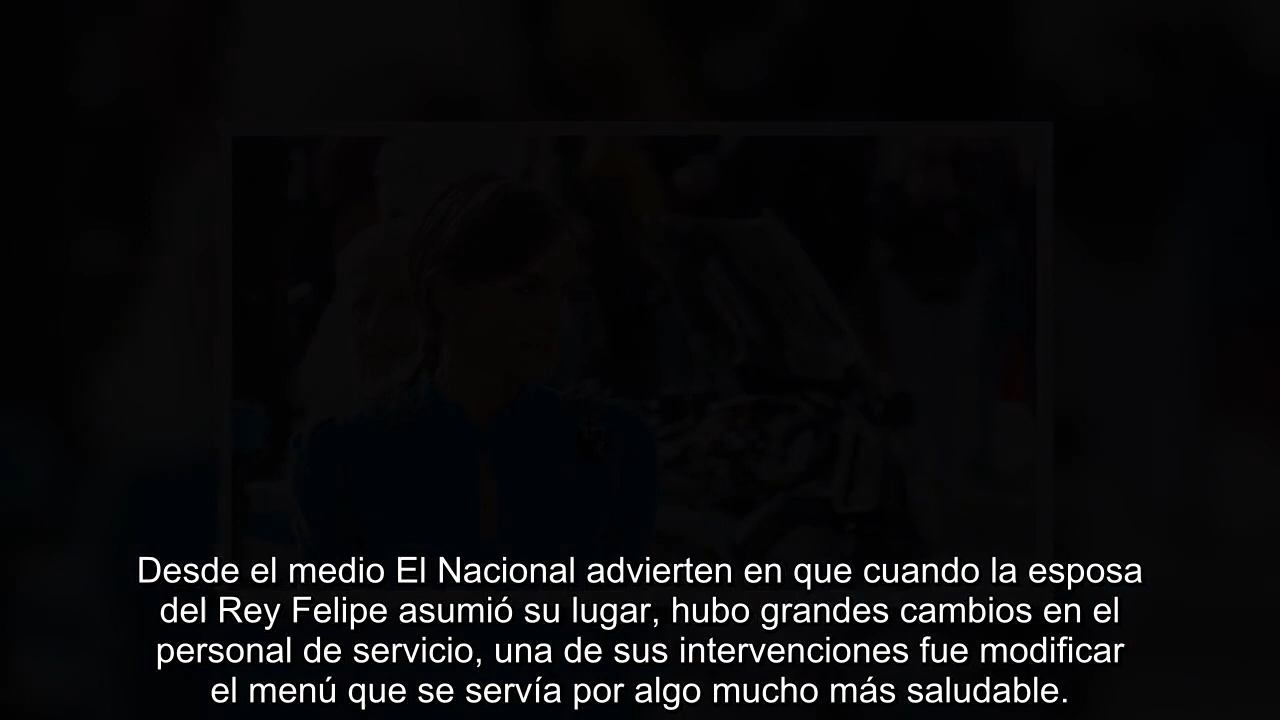 Desde el medio El Nacional advierten en que cuando la esposa
del Rey Felipe asumió su lugar, hubo grandes cambios en el
personal de servicio, una de sus intervenciones fue modificar
el menú que se servía por algo mucho más saludable.